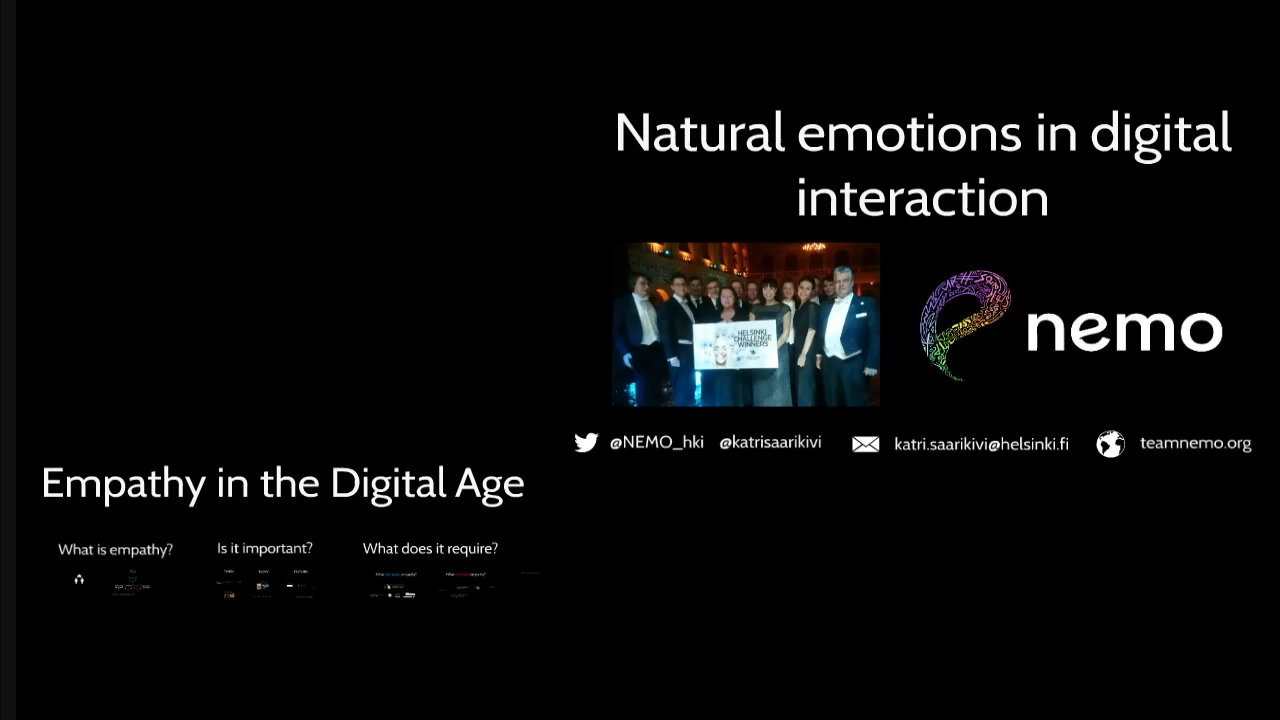 Natural emotions in digital
interaction
HELSINKI
CHALLENGE
WINNERS
nemo
@NEMO_hki @katrisaarikivi katri.saarikivi@helsinki.fi teamnemo.org
Empathy in the Digital Age
What is empathy? Is it important? What does it require?